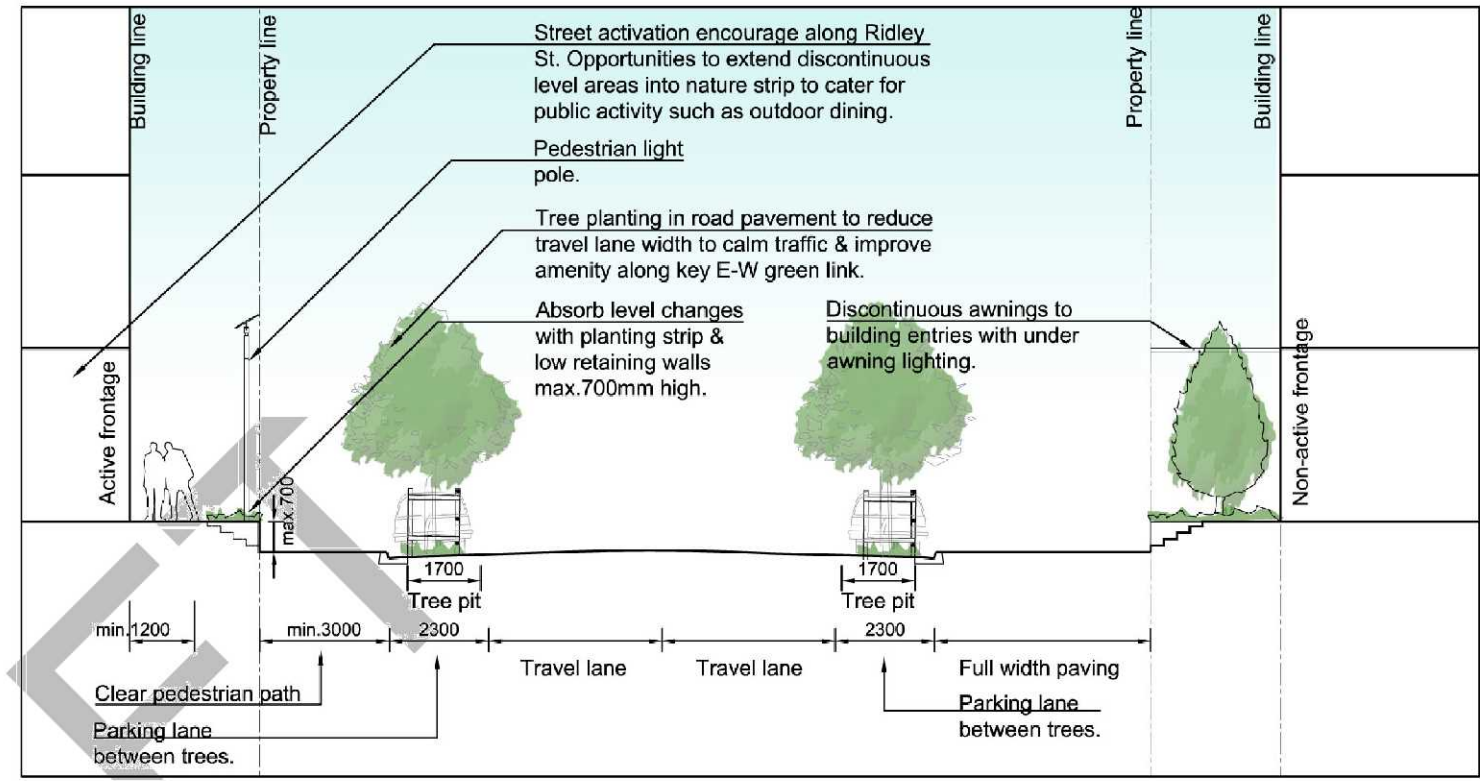 Building line
Property line
Street activation encourage along Ridley
St. Opportunities to extend discontinuous
level areas into nature strip to cater for
public activity such as outdoor dining.
Property line
Building line
Pedestrian light
pole.
Tree planting in road pavement to reduce
travel lane width to calm traffic & improve
amenity along key E-W green link.
Absorb level changes
with planting strip &
low retaining walls
max.700mm high.
Discontinuous awnings to
building entries with under
awning lighting.
Active frontage
Non-active frontage
max.700
1700
Tree pit
1700
Tree pit
min.1200
min.3000
2300
2300
Travel lane
Travel lane
Full width paving
Clear pedestrian path
Parking lane
between trees.
Parking lane
between trees.